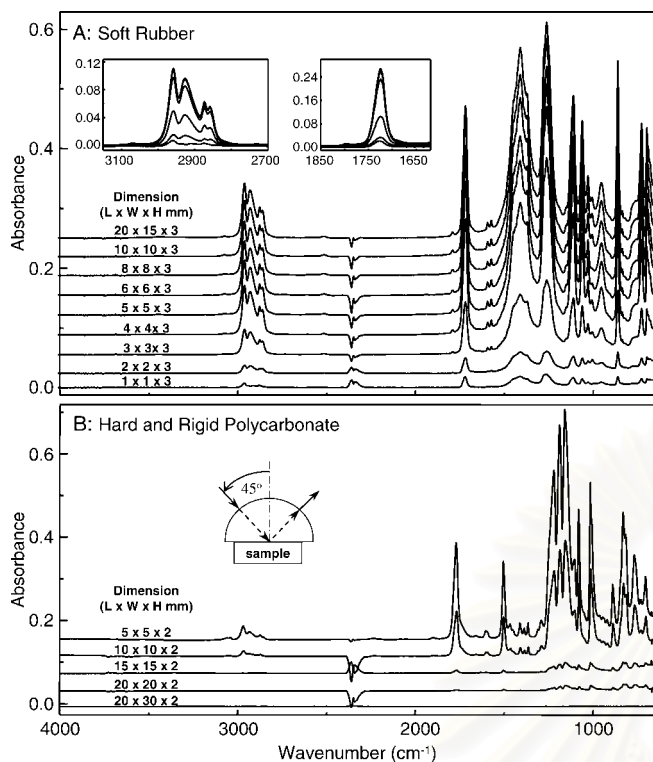 A: Soft Rubber
0.6
0.4
0.2
0.0
Absorbance
0.12
0.08
0.04
0.00
3100 2900 2700
0.24
0.16
0.08
0.00
1850 1750 1650
Dimension
(L x W x H mm)
20 x 15 x 3
10 x 10 x 3
8 x 8 x 3
6 x 6 x 3
5 x 5 x 3
4 x 4x 3
3 x 3x 3
2 x 2 x 3
1 x 1 x 3
B: Hard and Rigid Polycarbonate
0.6
0.4
0.2
0.0
Absorbance
45°
sample
Dimension
(L x W x H mm)
5 x 5 x 2
10 x 10 x 2
15 x 15 x 2
20 x 20 x 2
20 x 30 x 2
4000 3000 2000 1000
Wavenumber (cm⁻¹)